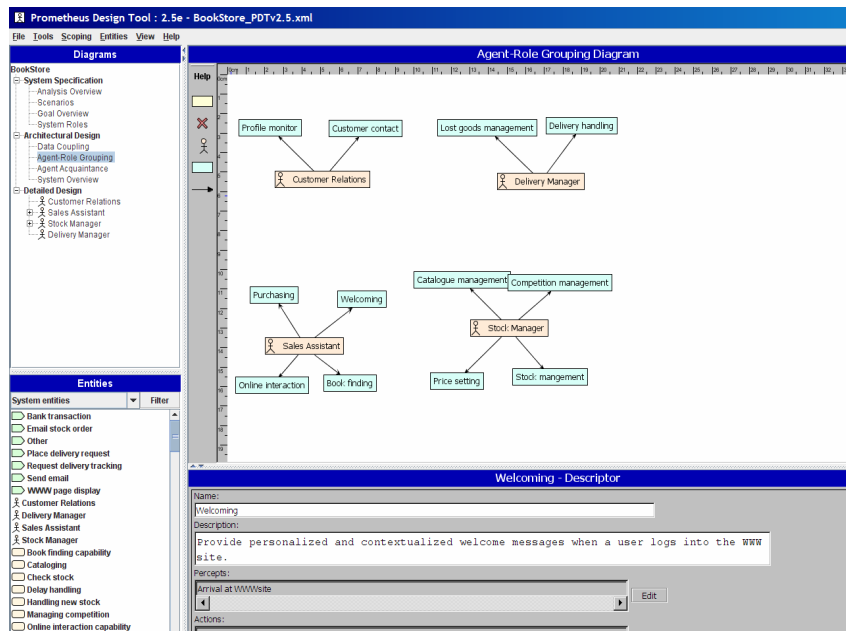 Prometheus Design Tool : 2.5e - BookStore_PDTv2.5.xml
File Tools Scoping Entities View Help
Diagrams
BookStore
System Specification
Analysis Overview
Scenarios
Goal Overview
System Roles
Architectural Design
Data Coupling
Agent-Role Grouping
Agent Acquaintance
System Overview
Detailed Design
Customer Relations
Sales Assistant
Stock Manager
Delivery Manager
Entities
System entities Filter
Bank transaction
Email stock order
Other
Place delivery request
Request delivery tracking
Send email
WWW page display
Customer Relations
Delivery Manager
Sales Assistant
Stock Manager
Book finding capability
Cataloging
Check stock
Delay handling
Handling new stock
Managing competition
Online interaction capability
Agent-Role Grouping Diagram
Help
Profile monitor Customer contact Lost goods management Delivery handling
Customer Relations Delivery Manager
Catalogue management Competition management
Purchasing Welcoming
Stock Manager
Sales Assistant
Online interaction Book finding Price setting Stock mangement
Welcoming - Descriptor
Name:
Welcoming
Description:
Provide personalized and contextualized welcome messages when a user logs into the WWW
site.
Percepts:
Arrival at WWWsite
Edit
Actions: